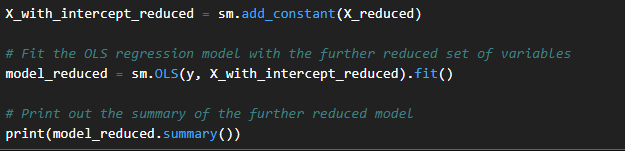 X_with_intercept_reduced = sm.add_constant(X_reduced)
# Fit the OLS regression model with the further reduced set of variables
model_reduced = sm.OLS(y, X_with_intercept_reduced).fit()
# Print out the summary of the further reduced model
print(model_reduced.summary())